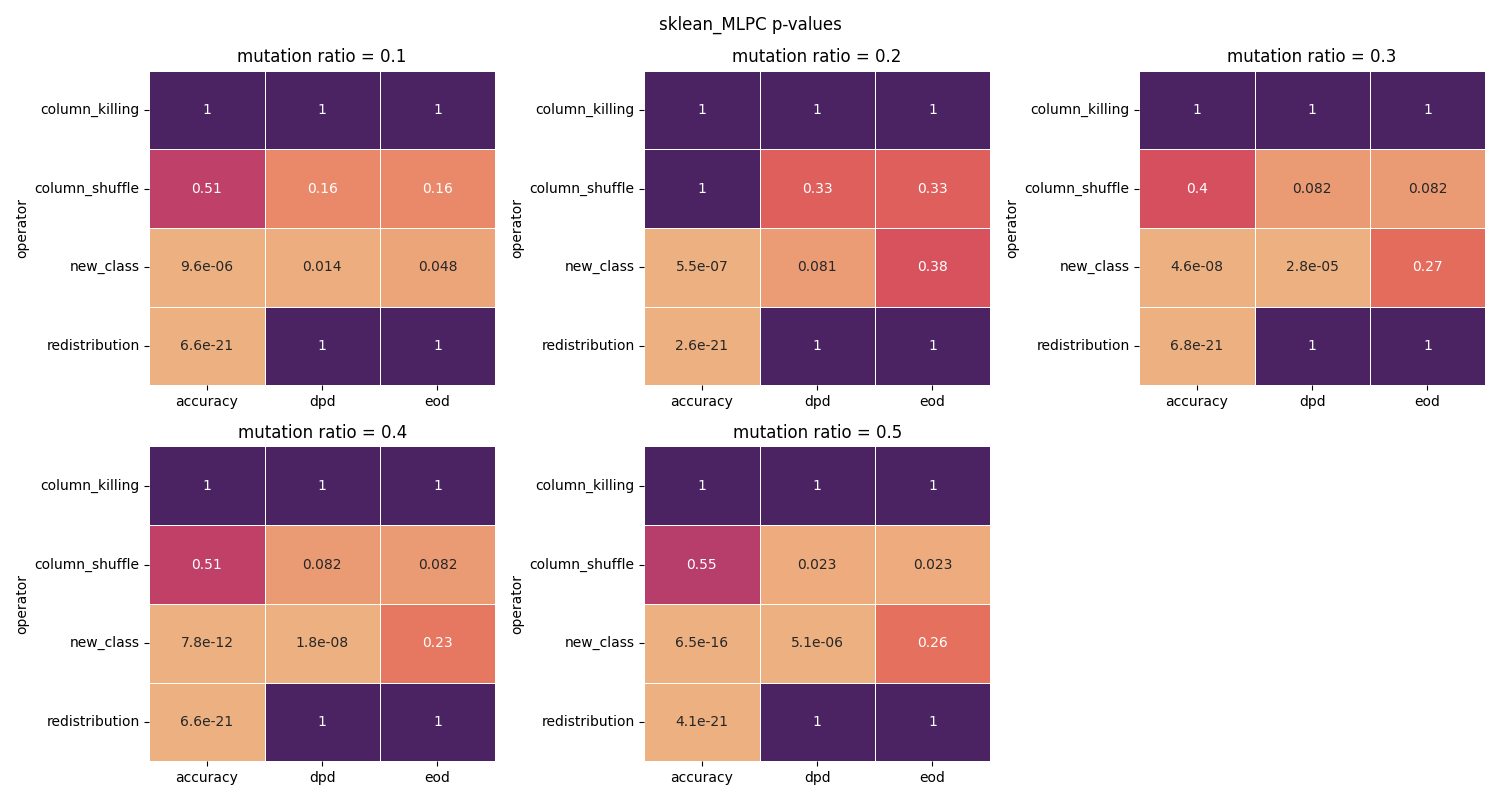 sklean_MLPC p-values
mutation ratio = 0.1
operator
column_killing 1 1 1
column_shuffle 0.51 0.16 0.16
new_class 9.6e-06 0.014 0.048
redistribution 6.6e-21 1 1
accuracy dpd eod
mutation ratio = 0.2
operator
column_killing 1 1 1
column_shuffle 1 0.33 0.33
new_class 5.5e-07 0.081 0.38
redistribution 2.6e-21 1 1
accuracy dpd eod
mutation ratio = 0.3
operator
column_killing 1 1 1
column_shuffle 0.4 0.082 0.082
new_class 4.6e-08 2.8e-05 0.27
redistribution 6.8e-21 1 1
accuracy dpd eod
mutation ratio = 0.4
operator
column_killing 1 1 1
column_shuffle 0.51 0.082 0.082
new_class 7.8e-12 1.8e-08 0.23
redistribution 6.6e-21 1 1
accuracy dpd eod
mutation ratio = 0.5
operator
column_killing 1 1 1
column_shuffle 0.55 0.023 0.023
new_class 6.5e-16 5.1e-06 0.26
redistribution 4.1e-21 1 1
accuracy dpd eod